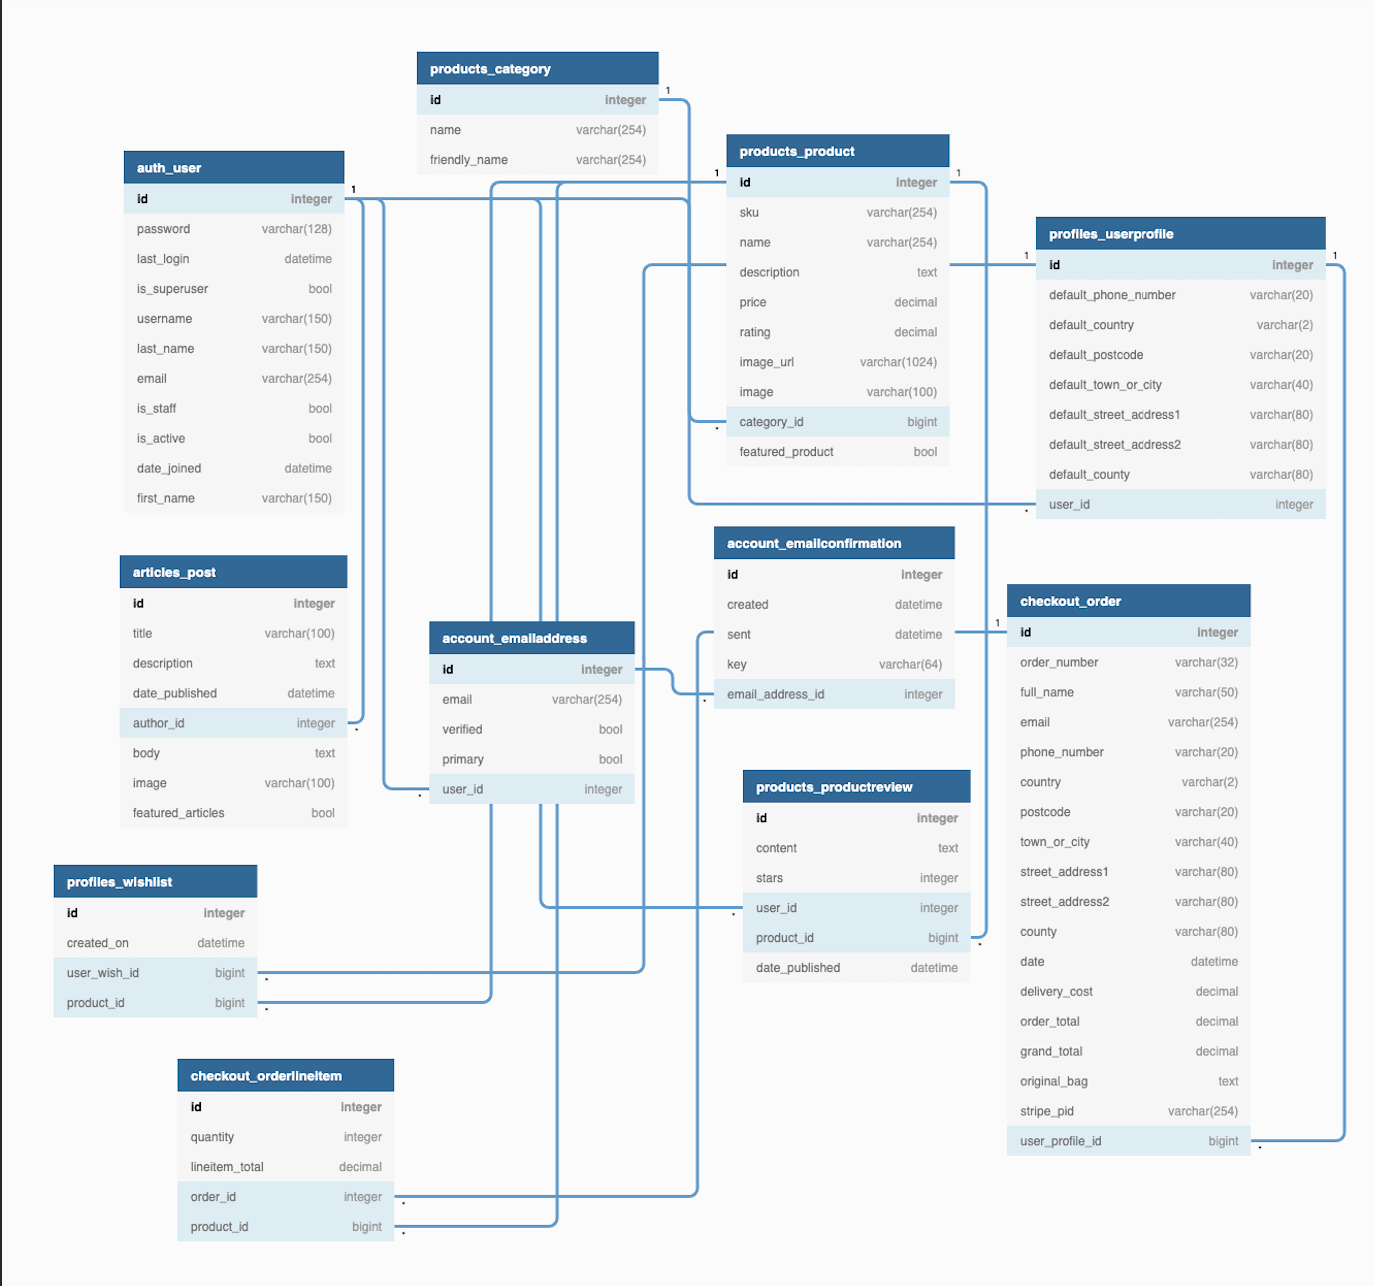 products_category
id integer
name varchar(254)
friendly_name varchar(254)
1
auth_user
id integer
password varchar(128)
last_login datetime
is_superuser bool
username varchar(150)
last_name varchar(150)
email varchar(254)
is_staff bool
is_active bool
date_joined datetime
first_name varchar(150)
1
products_product
id integer
sku varchar(254)
name varchar(254)
description text
price decimal
rating decimal
image_url varchar(1024)
image varchar(100)
category_id bigint
featured_product bool
1
1
*
profiles_userprofile
id integer
default_phone_number varchar(20)
default_country varchar(2)
default_postcode varchar(20)
default_town_or_city varchar(40)
default_street_address1 varchar(80)
default_street_address2 varchar(80)
default_county varchar(80)
user_id integer
1
1
*
articles_post
id integer
title varchar(100)
description text
date_published datetime
author_id integer
body text
image varchar(100)
featured_articles bool
*
account_emailaddress
id integer
email varchar(254)
verified bool
primary bool
user_id integer
*
account_emailconfirmation
id integer
created datetime
sent datetime
key varchar(64)
email_address_id integer
*
checkout_order
id integer
order_number varchar(32)
full_name varchar(50)
email varchar(254)
phone_number varchar(20)
country varchar(2)
postcode varchar(20)
town_or_city varchar(40)
street_address1 varchar(80)
street_address2 varchar(80)
county varchar(80)
date datetime
delivery_cost decimal
order_total decimal
grand_total decimal
original_bag text
stripe_pid varchar(254)
user_profile_id bigint
1
*
products_productreview
id integer
content text
stars integer
user_id integer
product_id bigint
date_published datetime
*
*
profiles_wishlist
id integer
created_on datetime
user_wish_id bigint
product_id bigint
*
*
checkout_orderlineitem
id integer
quantity integer
lineitem_total decimal
order_id integer
product_id bigint
*
*